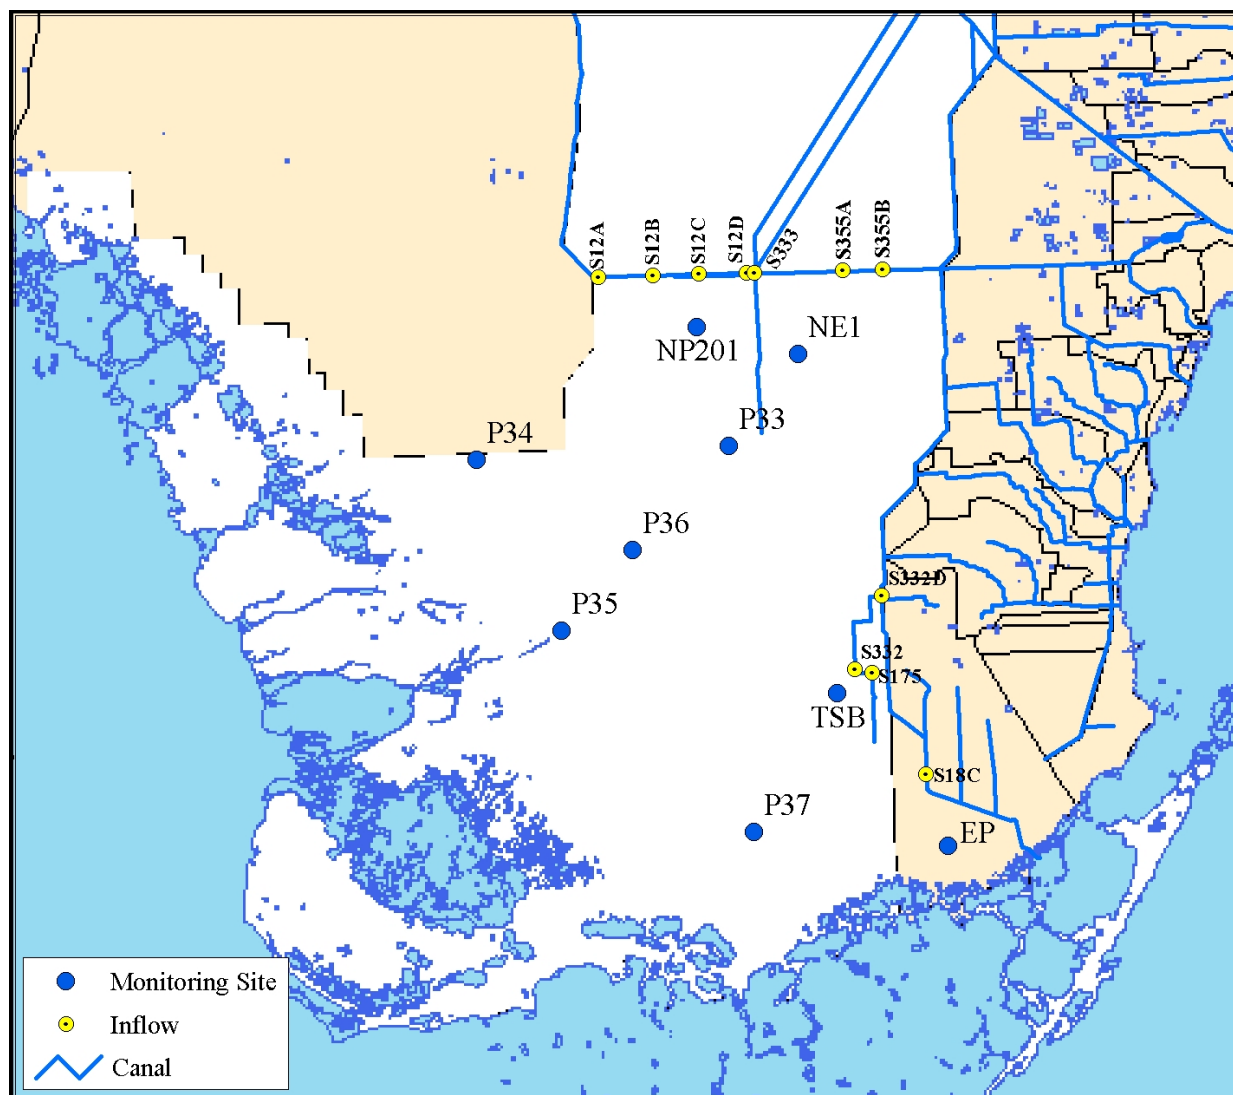 S12A
S12B
S12C
S12D
S333
S355A
S355B
NP201
NE1
P33
P34
P36
S332D
P35
S332
S175
TSB
S18C
P37
EP
Monitoring Site
Inflow
Canal